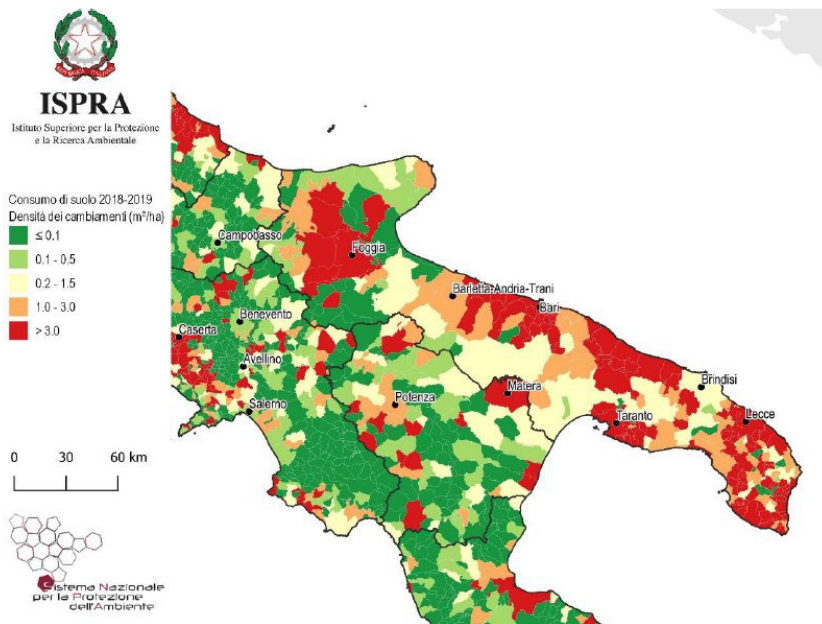 ISPRA
Istituto Superiore per la Protezione
e la Ricerca Ambientale
Consumo di suolo 2018-2019
Densità dei cambiamenti (m²/ha)
≤ 0.1
0.1 - 0.5
0.2 - 1.5
1.0 - 3.0
> 3.0
Campobasso
Foggia
Barletta-Andria-Trani
Bari
Benevento
Caserta
Avellino
Matera
Brindisi
Potenza
Salerno
Taranto
Lecce
0 30 60 km
Sistema Nazionale
per la Protezione
dell'Ambiente